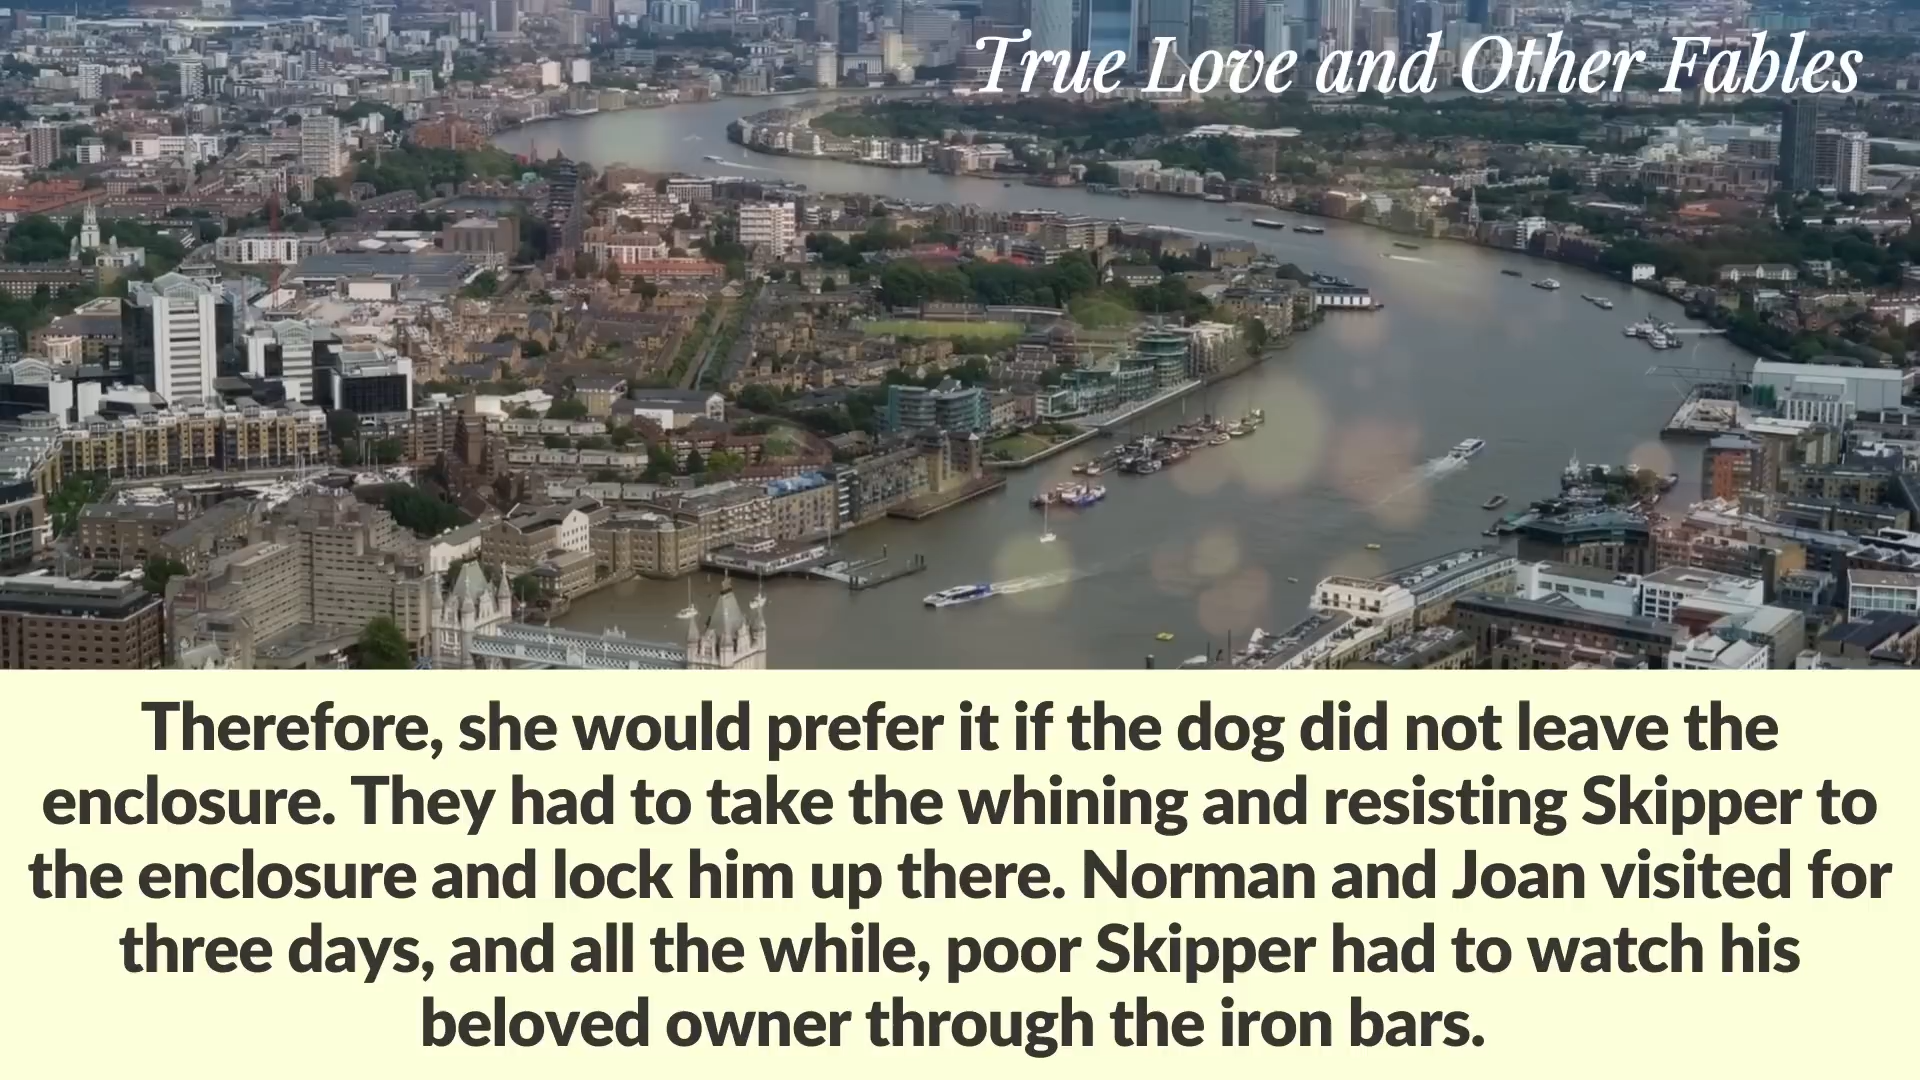 True Love and Other Fables
Therefore, she would prefer it if the dog did not leave the
enclosure. They had to take the whining and resisting Skipper to
the enclosure and lock him up there. Norman and Joan visited for
three days, and all the while, poor Skipper had to watch his
beloved owner through the iron bars.